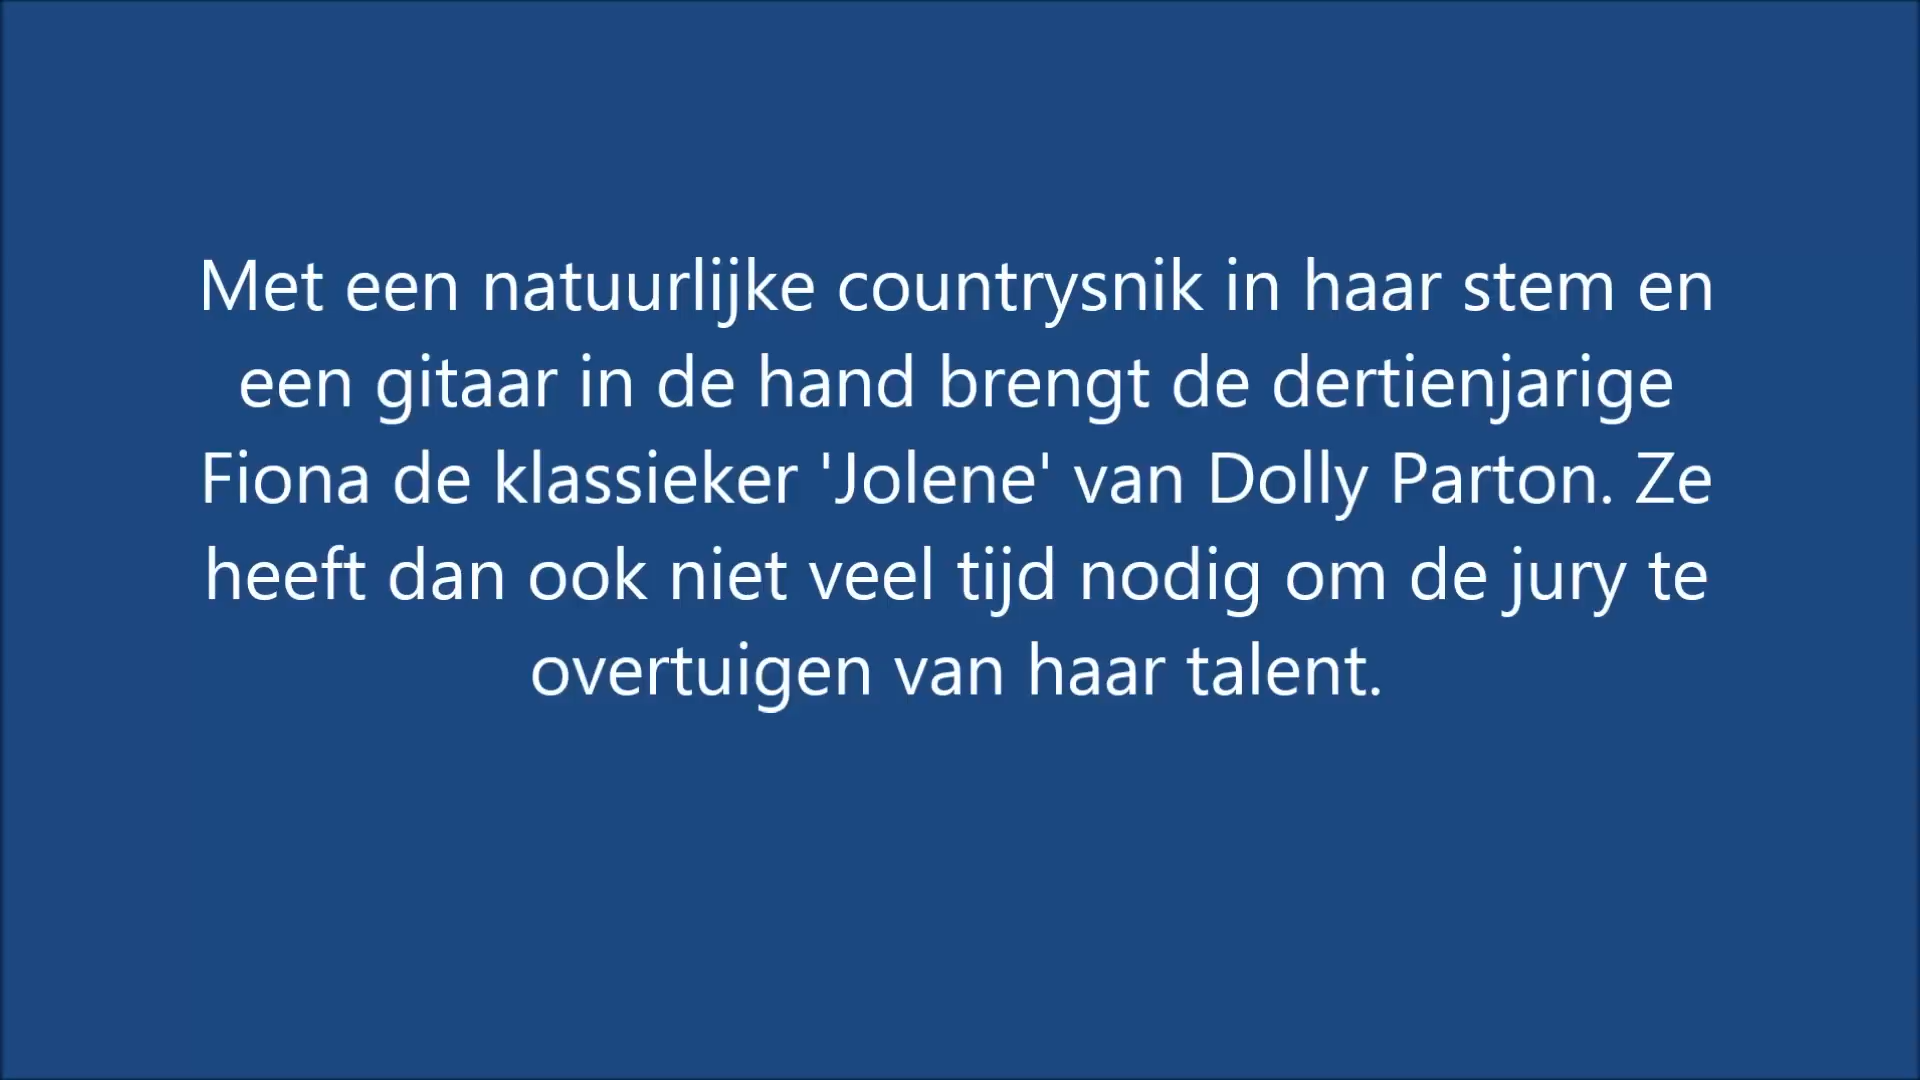 Met een natuurlijke countrysnik in haar stem en
een gitaar in de hand brengt de dertienjarige
Fiona de klassieker 'Jolene' van Dolly Parton. Ze
heeft dan ook niet veel tijd nodig om de jury te
overtuigen van haar talent.